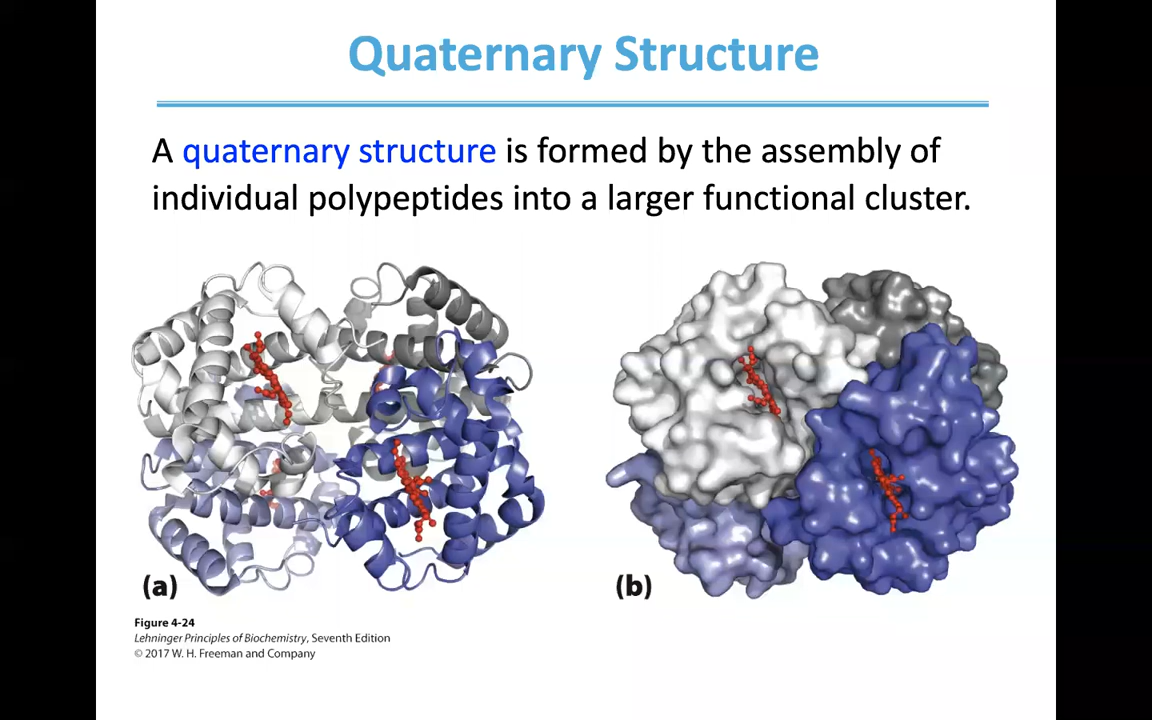 Quaternary Structure
A quaternary structure is formed by the assembly of
individual polypeptides into a larger functional cluster.
(a)
(b)
Figure 4-24
Lehninger Principles of Biochemistry, Seventh Edition
© 2017 W. H. Freeman and Company